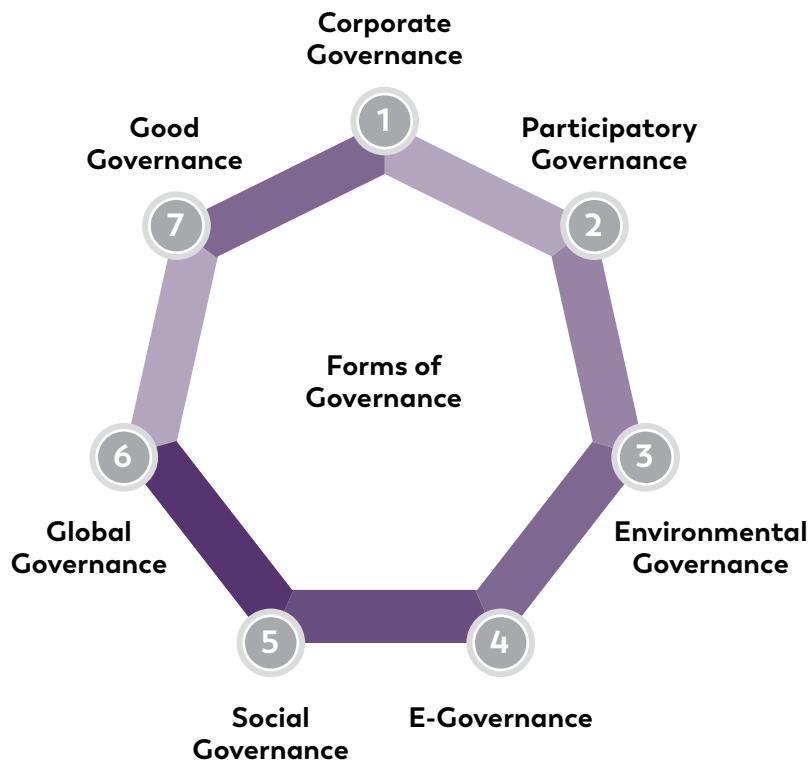 Corporate
Governance
1
Good
Governance
Participatory
Governance
7
2
Forms of
Governance
6
3
Global
Governance
Environmental
Governance
5
4
Social
Governance
E-Governance